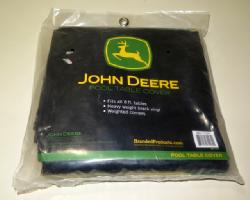 JOHN DEERE
POOL TABLE COVER
• Fits all 8 ft. tables
• Heavy weight black vinyl
• Weighted corners
JOHN DEERE
BrandedProducts.com
POOL TABLE COVER